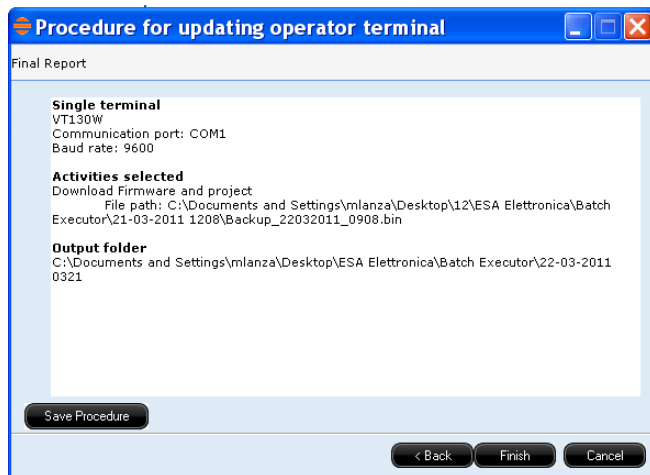 Procedure for updating operator terminal
Final Report
Single terminal
VT130W
Communication port: COM1
Baud rate: 9600
Activities selected
Download Firmware and project
File path: C:\Documents and Settings\mlanza\Desktop\12\ESA Elettronica\Batch
Executor\21-03-2011 1208\Backup_22032011_0908.bin
Output folder
C:\Documents and Settings\mlanza\Desktop\ESA Elettronica\Batch Executor\22-03-2011
0321
Save Procedure
< Back Finish Cancel